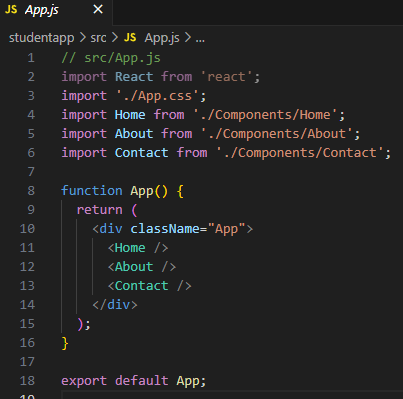 JS App.js ×
studentapp > src > JS App.js > ...
1 // src/App.js
2 import React from 'react';
3 import './App.css';
4 import Home from './Components/Home';
5 import About from './Components/About';
6 import Contact from './Components/Contact';
7
8 function App() {
9 return (
10 <div className="App">
11 <Home />
12 <About />
13 <Contact />
14 </div>
15 );
16 }
17
18 export default App;
19